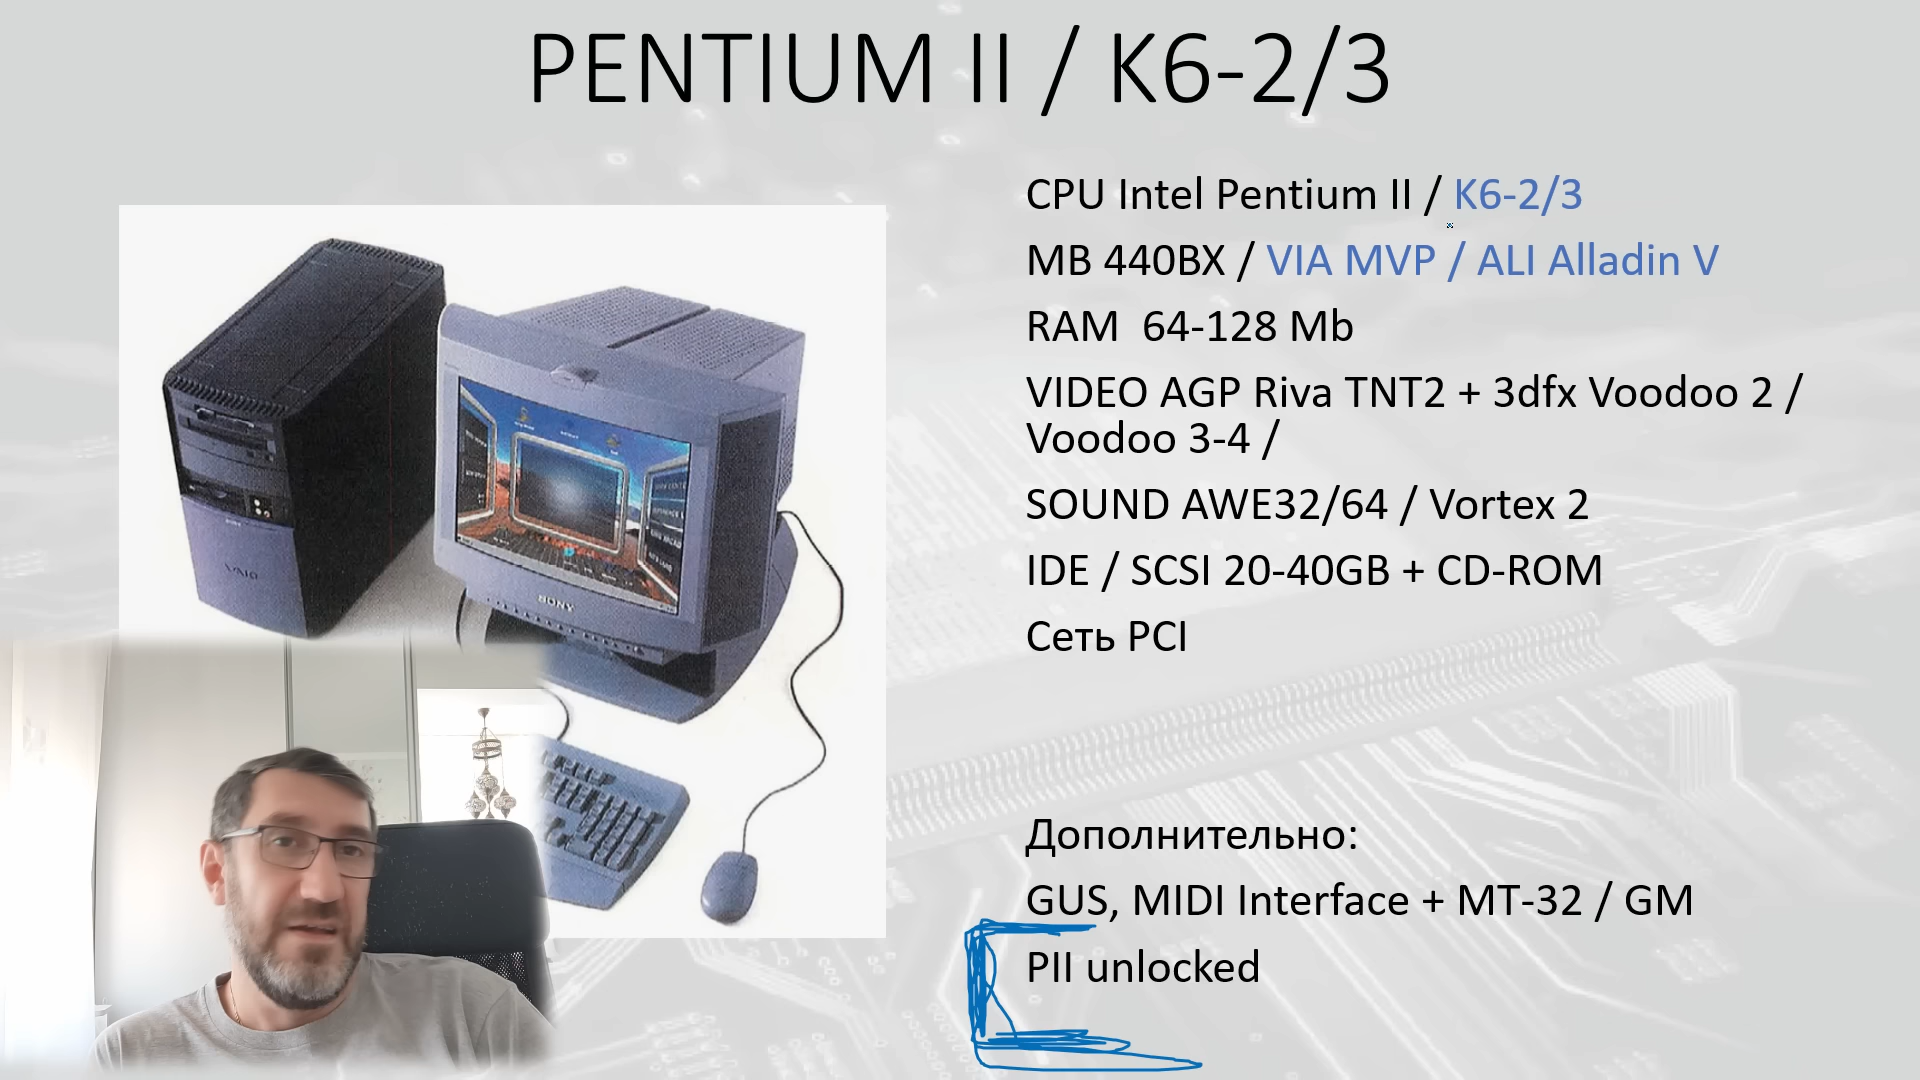 PENTIUM II / K6-2/3
CPU Intel Pentium II / K6-2/3
MB 440BX / VIA MVP / ALI Alladin V
RAM 64-128 Mb
VIDEO AGP Riva TNT2 + 3dfx Voodoo 2 /
Voodoo 3-4 /
SOUND AWE32/64 / Vortex 2
IDE / SCSI 20-40GB + CD-ROM
Сеть PCI
VAIO
SONY
Дополнительно:
GUS, MIDI Interface + MT-32 / GM
PII unlocked